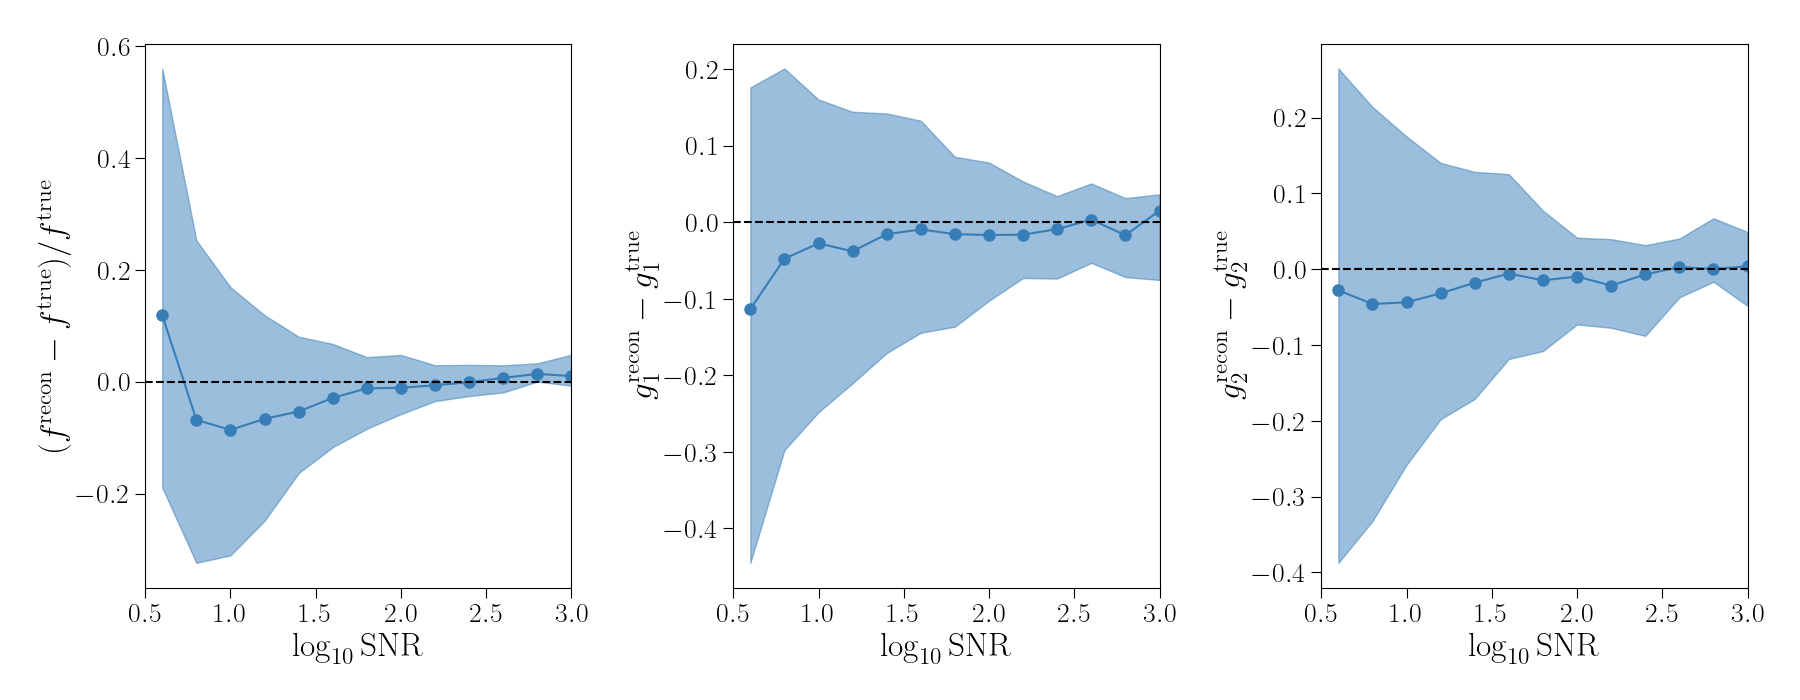 (f^recon − f^true)/f^true
0.6
0.4
0.2
0.0
−0.2
0.5 1.0 1.5 2.0 2.5 3.0
log₁₀ SNR
g₁^recon − g₁^true
0.2
0.1
0.0
−0.1
−0.2
−0.3
−0.4
0.5 1.0 1.5 2.0 2.5 3.0
log₁₀ SNR
g₂^recon − g₂^true
0.2
0.1
0.0
−0.1
−0.2
−0.3
−0.4
0.5 1.0 1.5 2.0 2.5 3.0
log₁₀ SNR